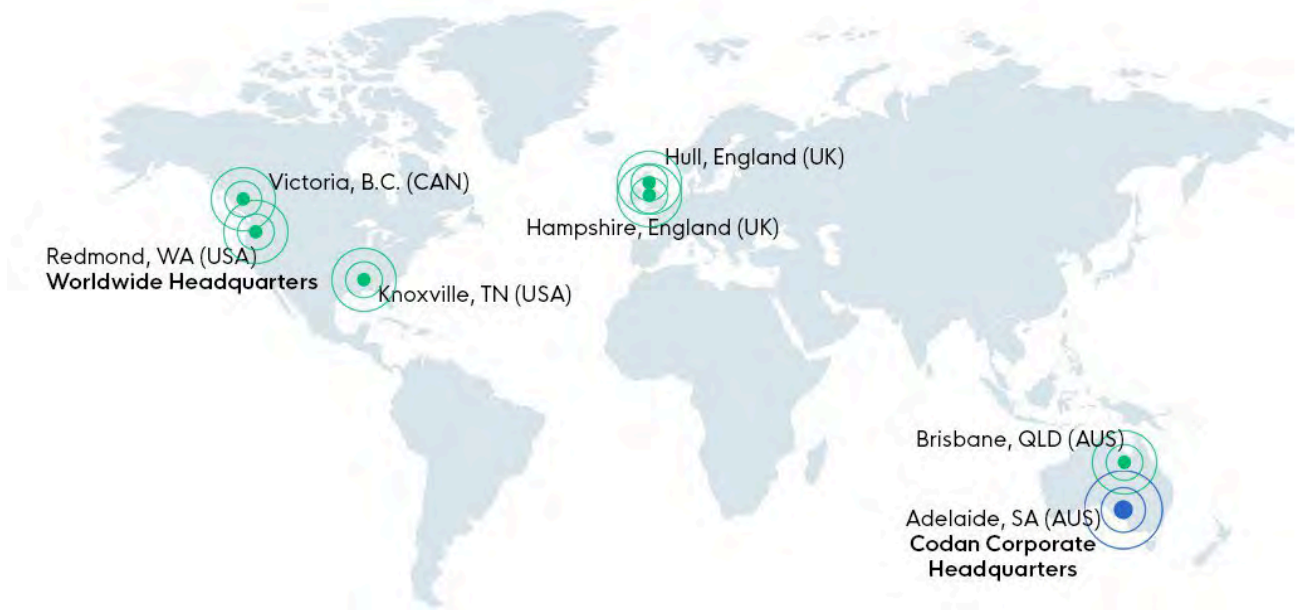 Hull, England (UK)
Victoria, B.C. (CAN)
Hampshire, England (UK)
Redmond, WA (USA)
Worldwide Headquarters
Knoxville, TN (USA)
Brisbane, QLD (AUS)
Adelaide, SA (AUS)
Codan Corporate
Headquarters